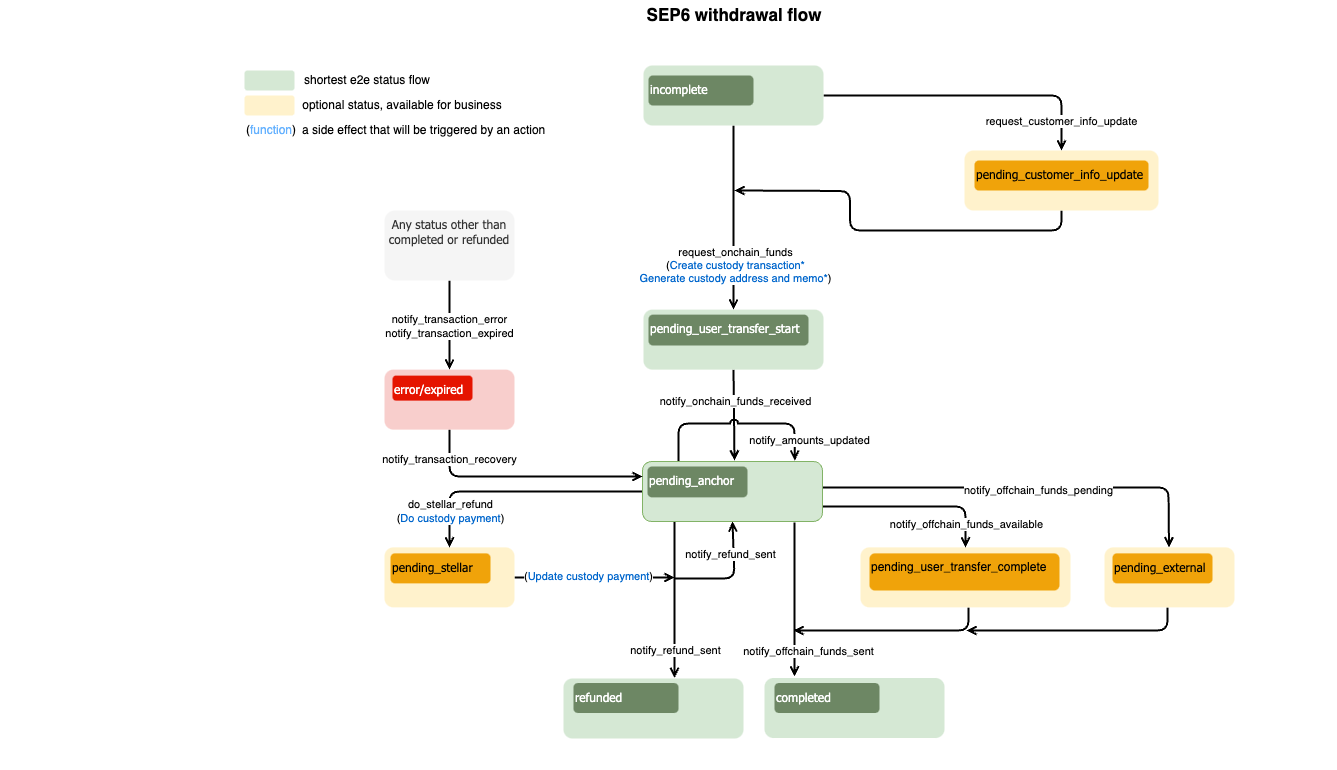 SEP6 withdrawal flow
shortest e2e status flow
optional status, available for business
(function) a side effect that will be triggered by an action
incomplete
request_customer_info_update
pending_customer_info_update
Any status other than
completed or refunded
request_onchain_funds
(Create custody transaction*
Generate custody address and memo*)
notify_transaction_error
notify_transaction_expired
pending_user_transfer_start
error/expired
notify_onchain_funds_received
notify_amounts_updated
notify_transaction_recovery
pending_anchor
notify_offchain_funds_pending
do_stellar_refund
(Do custody payment)
notify_offchain_funds_available
notify_refund_sent
pending_stellar
(Update custody payment)
pending_user_transfer_complete
pending_external
notify_refund_sent
notify_offchain_funds_sent
refunded
completed